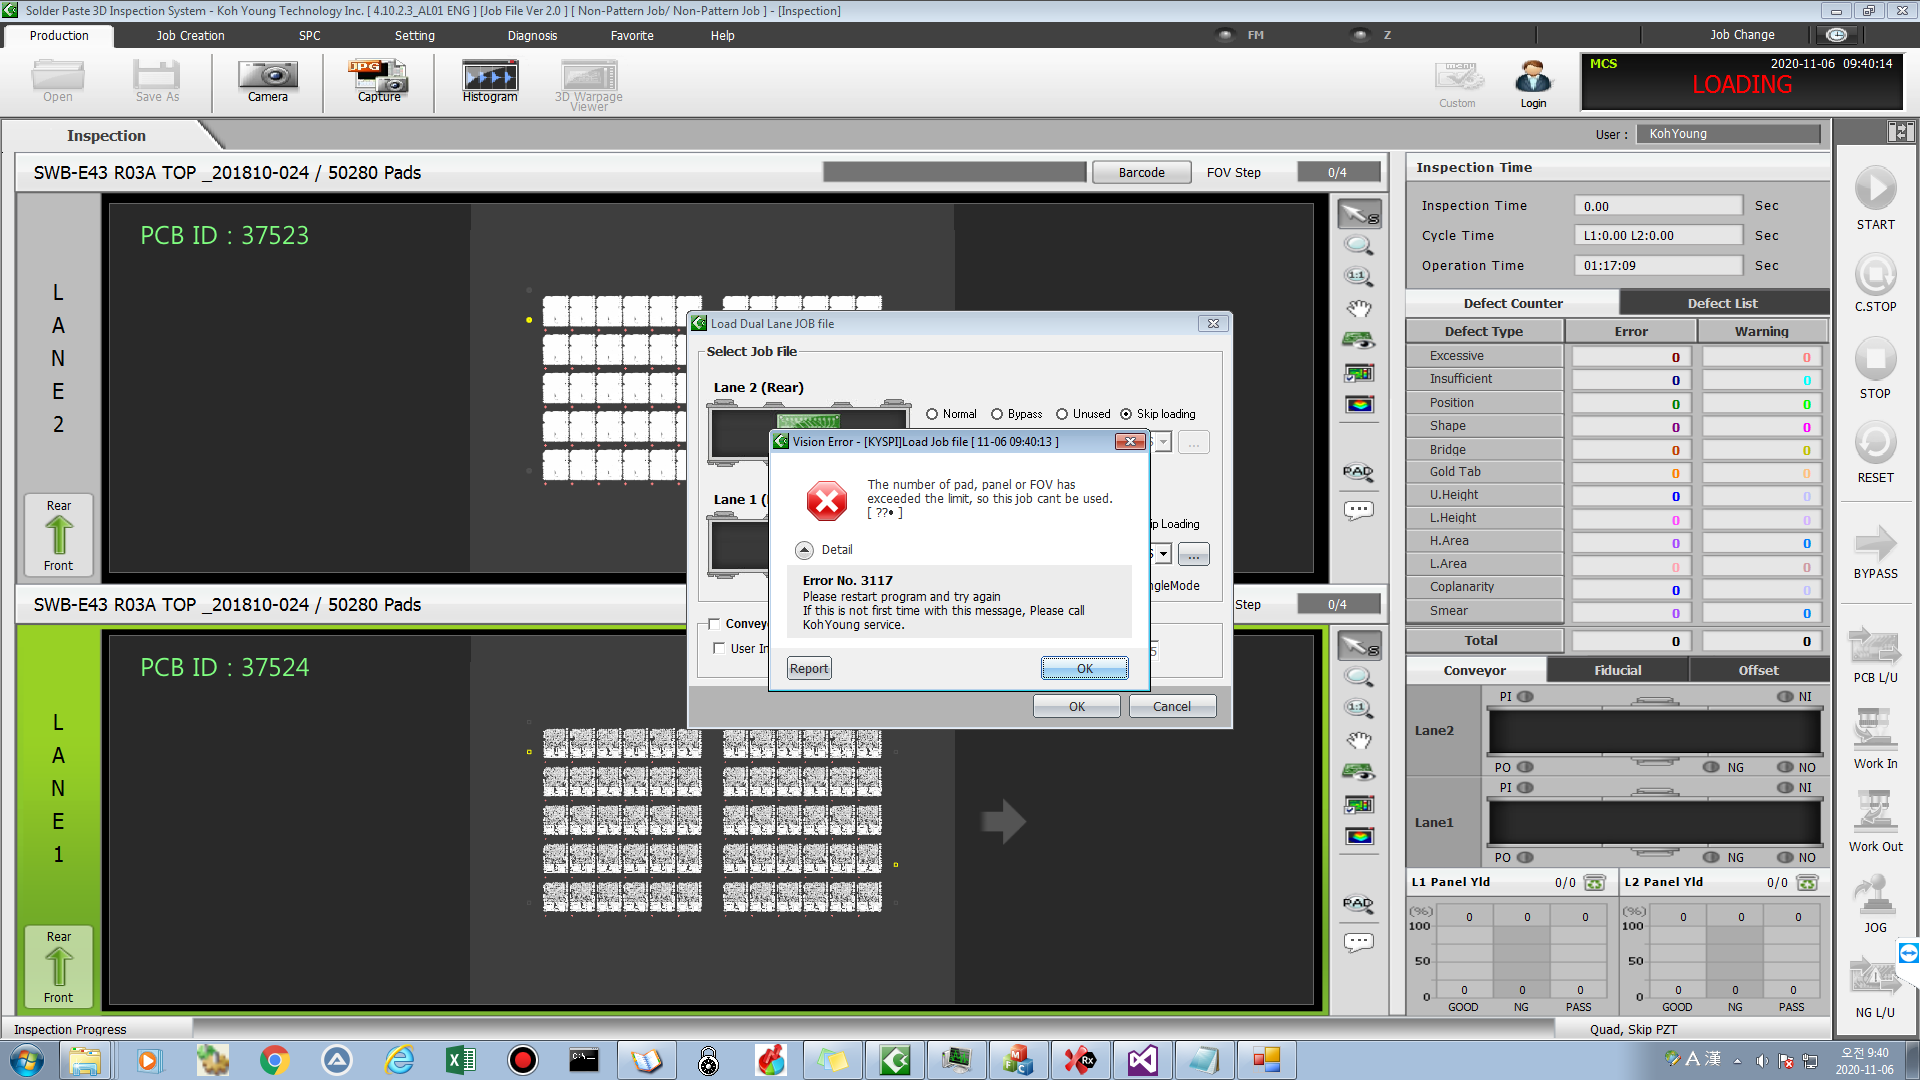 Solder Paste 3D Inspection System - Koh Young Technology Inc. [ 4.10.2.3_AL01 ENG ] [Job File Ver 2.0 ] [ Non-Pattern Job/ Non-Pattern Job ] - [Inspection]
Production Job Creation SPC Setting Diagnosis Favorite Help FM Z Job Change
Open Save As Camera JPG Capture Histogram 3D Warpage Viewer Custom Login
MCS 2020-11-06 09:40:14
LOADING
Inspection
User : KohYoung
SWB-E43 R03A TOP _201810-024 / 50280 Pads
Barcode FOV Step 0/4
LANE2
PCB ID : 37523
Rear
Front
1:1
PAD
Load Dual Lane JOB file
Select Job File
Lane 2 (Rear)
Normal Bypass Unused Skip loading
...
Lane 1 (
ip Loading
...
ngleMode
Convey
User In
5
OK Cancel
Vision Error - [KYSPI]Load Job file [ 11-06 09:40:13 ]
The number of pad, panel or FOV has
exceeded the limit, so this job cant be used.
[ ??• ]
Detail
Error No. 3117
Please restart program and try again
If this is not first time with this message, Please call
KohYoung service.
Report OK
SWB-E43 R03A TOP _201810-024 / 50280 Pads
Step 0/4
LANE1
PCB ID : 37524
Rear
Front
1:1
PAD
Inspection Time
Inspection Time 0.00 Sec
Cycle Time L1:0.00 L2:0.00 Sec
Operation Time 01:17:09 Sec
Defect Counter Defect List
Defect Type Error Warning
Excessive 0 0
Insufficient 0 0
Position 0 0
Shape 0 0
Bridge 0 0
Gold Tab 0 0
U.Height 0 0
L.Height 0 0
H.Area 0 0
L.Area 0 0
Coplanarity 0 0
Smear 0 0
Total 0 0
Conveyor Fiducial Offset
PI NI
Lane2
PO NG NO
PI NI
Lane1
PO NG NO
L1 Panel Yld 0/0 L2 Panel Yld 0/0
(%) 0 0 0 (%) 0 0 0
100 100
50 50
0 0 0 0 0 0 0 0
GOOD NG PASS GOOD NG PASS
START
C.STOP
STOP
RESET
BYPASS
PCB L/U
Work In
Work Out
JOG
NG L/U
Inspection Progress
Quad, Skip PZT
A 漢
오전 9:40
2020-11-06